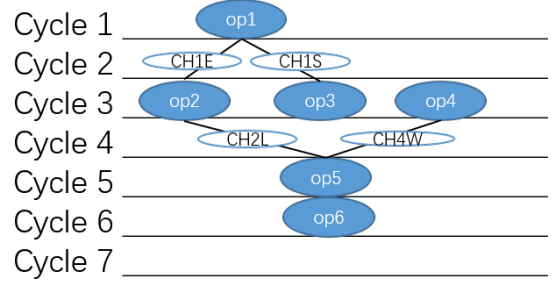 Cycle 1 op1
Cycle 2 CH1E CH1S
Cycle 3 op2 op3 op4
Cycle 4 CH2L CH4W
Cycle 5 op5
Cycle 6 op6
Cycle 7